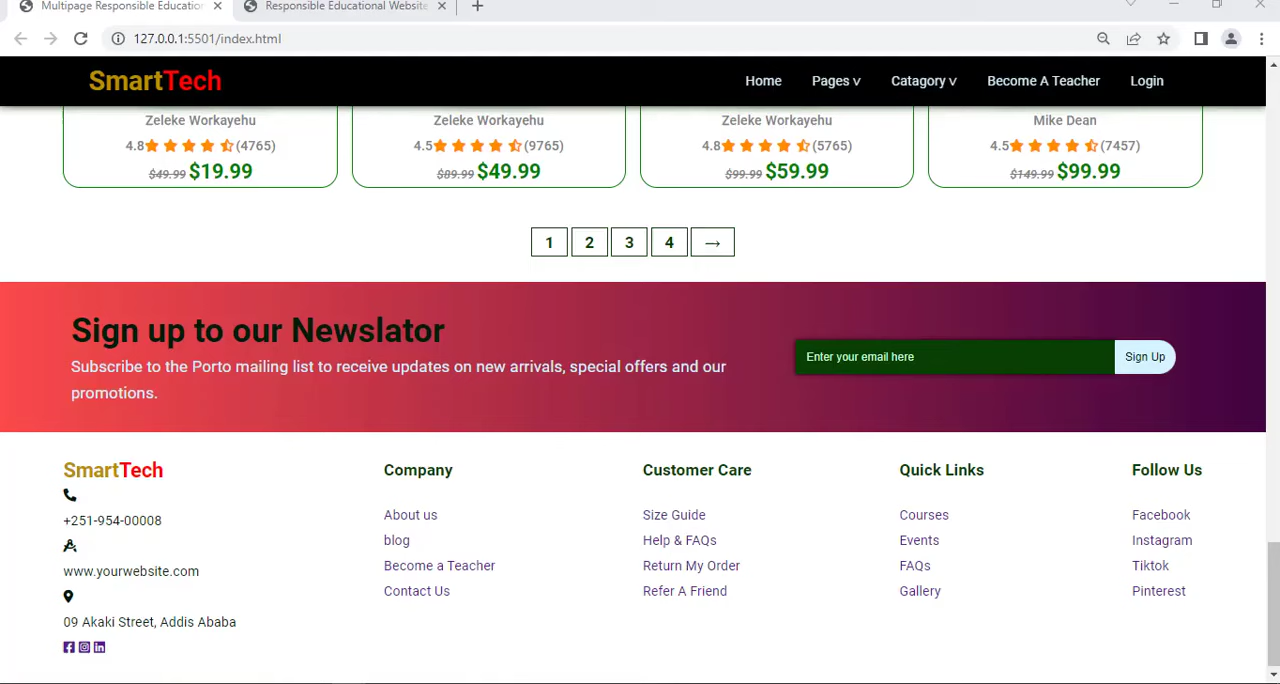 Multipage Responsible Education
Responsible Educational Website
127.0.0.1:5501/index.html
SmartTech
Home Pages v Catagory v Become A Teacher Login
Zeleke Workayehu Zeleke Workayehu Zeleke Workayehu Mike Dean
4.8 (4765) 4.5 (9765) 4.8 (5765) 4.5 (7457)
$49.99 $19.99 $89.99 $49.99 $99.99 $59.99 $149.99 $99.99
1 2 3 4 →
Sign up to our Newslator
Subscribe to the Porto mailing list to receive updates on new arrivals, special offers and our
promotions.
Enter your email here Sign Up
SmartTech
+251-954-00008
www.yourwebsite.com
09 Akaki Street, Addis Ababa
Company
About us
blog
Become a Teacher
Contact Us
Customer Care
Size Guide
Help & FAQs
Return My Order
Refer A Friend
Quick Links
Courses
Events
FAQs
Gallery
Follow Us
Facebook
Instagram
Tiktok
Pinterest